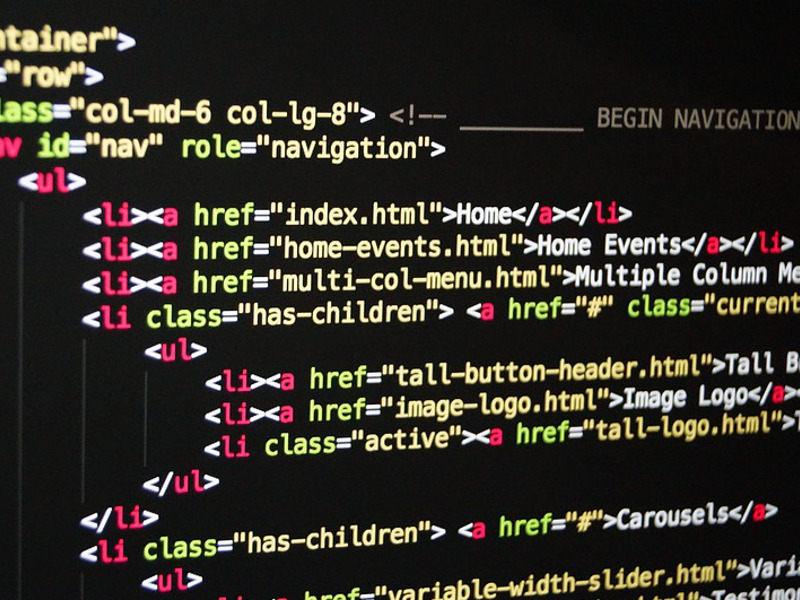 ntainer">
="row">
lass="col-md-6 col-lg-8"> <!-- __________ BEGIN NAVIGATION
av id="nav" role="navigation">
<ul>
<li><a href="index.html">Home</a></li>
<li><a href="home-events.html">Home Events</a></li>
<li><a href="multi-col-menu.html">Multiple Column Me
<li class="has-children"> <a href="#" class="current
<ul>
<li><a href="tall-button-header.html">Tall B
<li><a href="image-logo.html">Image Logo</a>
<li class="active"><a href="tall-logo.html">
</ul>
</li>
<li class="has-children"> <a href="#">Carousels</a>
<ul>
href="variable-width-slider.html">Varia
Testimon